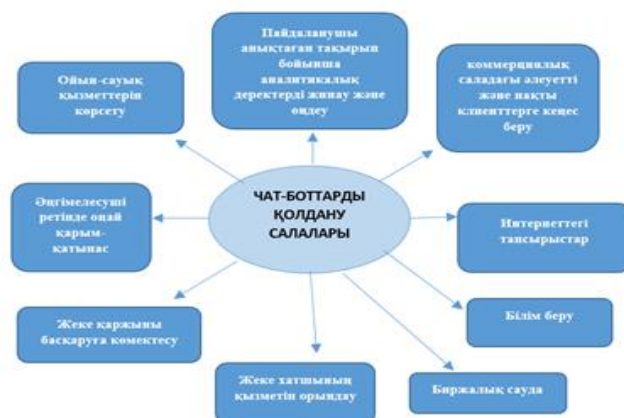 Пайдаланушы
анықтаған тақырып
бойынша
аналитикалық
деректерді жинау және
өңдеу
Ойын-сауық
қызметтерін
көрсету
коммерциялық
саладағы әлеуетті
және нақты
клиенттерге кеңес
беру
ЧАТ-БОТТАРДЫ
ҚОЛДАНУ
САЛАЛАРЫ
Әңгімелесуші
ретінде оңай
қарым-
қатынас
Интернеттегі
тапсырыстар
Жеке қаржыны
басқаруға көмектесу
Білім беру
Жеке хатшының
қызметін орындау
Биржалық сауда